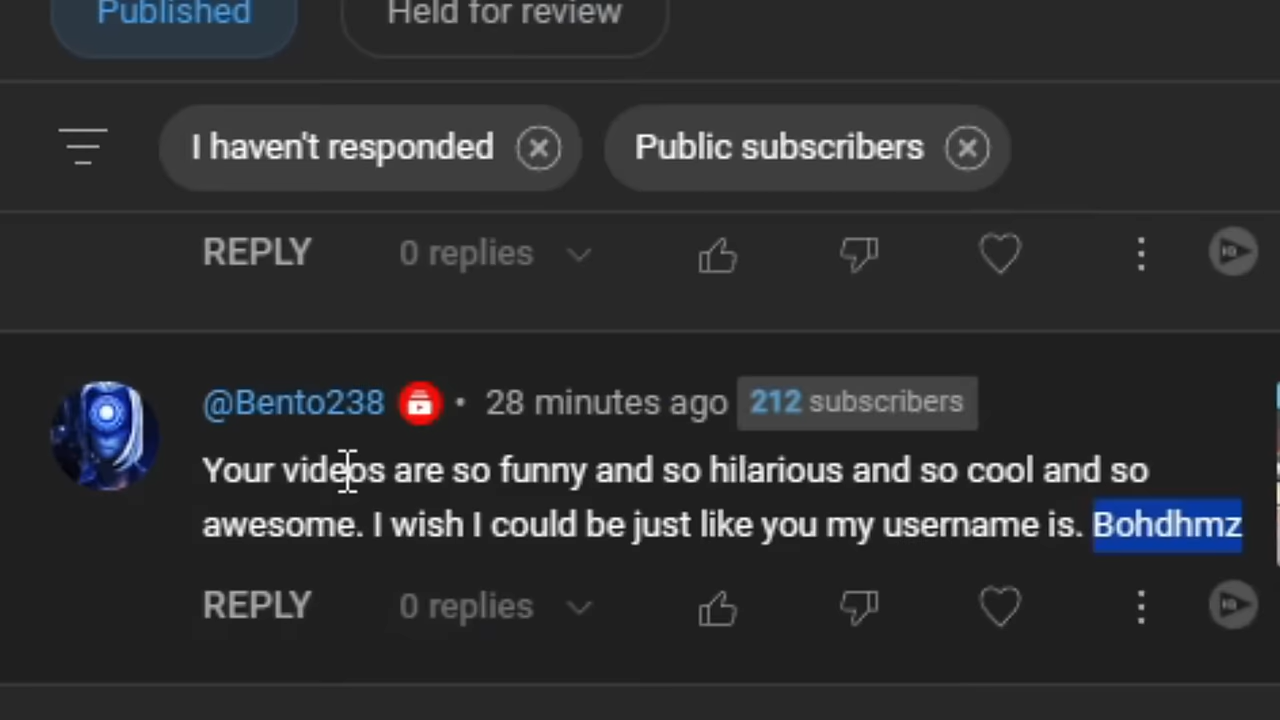 Published Held for review
I haven't responded Public subscribers
REPLY 0 replies
@Bento238 • 28 minutes ago 212 subscribers
Your videos are so funny and so hilarious and so cool and so
awesome. I wish I could be just like you my username is. Bohdhmz
REPLY 0 replies